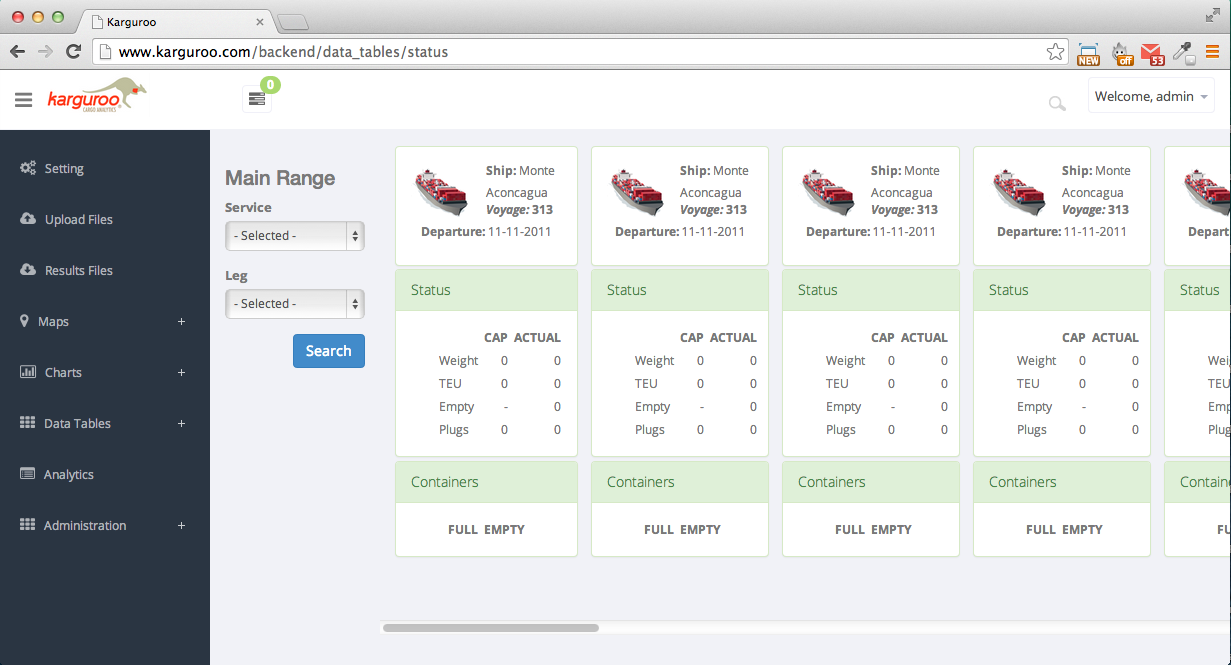 Karguroo
www.karguroo.com/backend/data_tables/status
NEW
off
53
karguroo
CARGO ANALYTICS
0
Welcome, admin
Setting
Upload Files
Results Files
Maps +
Charts +
Data Tables +
Analytics
Administration +
Main Range
Service
- Selected -
Leg
- Selected -
Search
Ship: Monte
Aconcagua
Voyage: 313
Departure: 11-11-2011
Status
CAP ACTUAL
Weight 0 0
TEU 0 0
Empty - 0
Plugs 0 0
Containers
FULL EMPTY
Ship: Monte
Aconcagua
Voyage: 313
Departure: 11-11-2011
Status
CAP ACTUAL
Weight 0 0
TEU 0 0
Empty - 0
Plugs 0 0
Containers
FULL EMPTY
Ship: Monte
Aconcagua
Voyage: 313
Departure: 11-11-2011
Status
CAP ACTUAL
Weight 0 0
TEU 0 0
Empty - 0
Plugs 0 0
Containers
FULL EMPTY
Ship: Monte
Aconcagua
Voyage: 313
Departure: 11-11-2011
Status
CAP ACTUAL
Weight 0 0
TEU 0 0
Empty - 0
Plugs 0 0
Containers
FULL EMPTY
Depart
Status
We
TEU
Em
Plug
Contain
FU